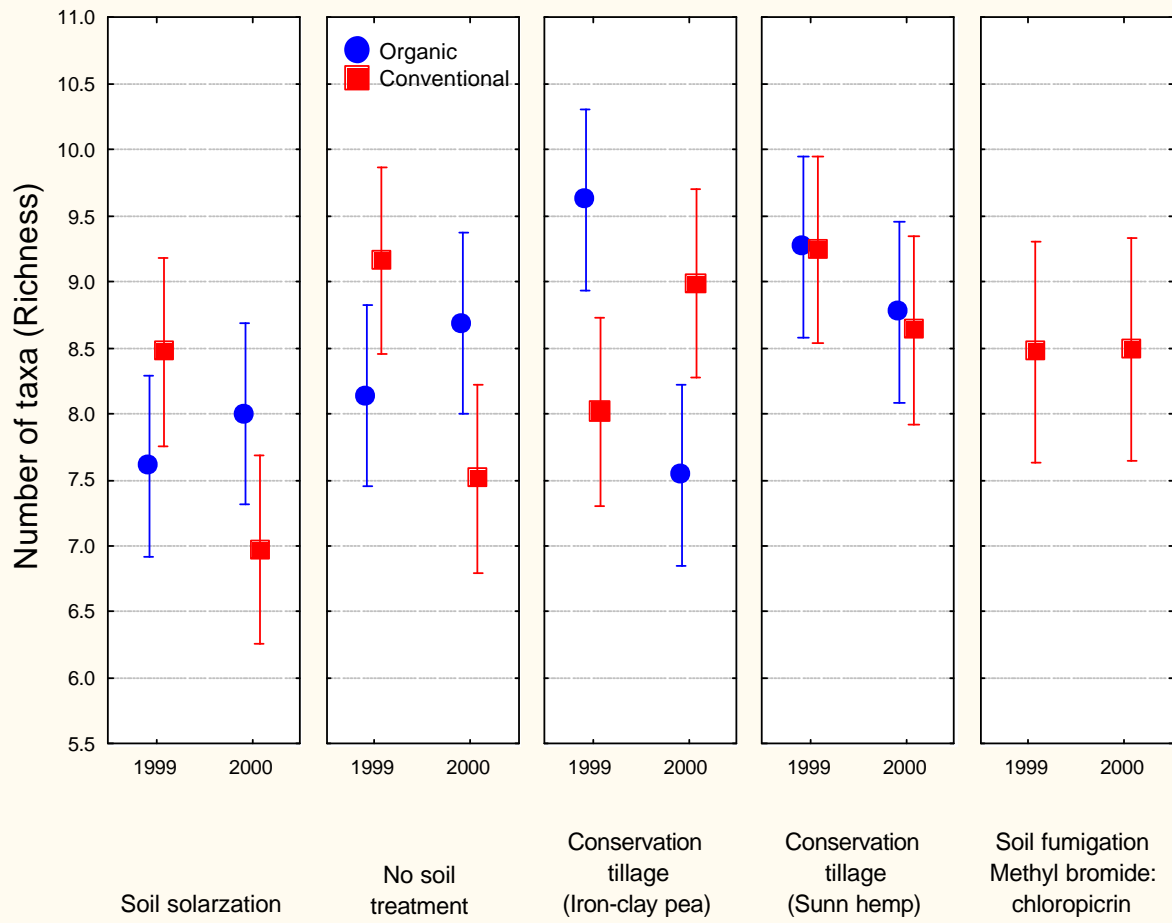 Number of taxa (Richness)
11.0
10.5
10.0
9.5
9.0
8.5
8.0
7.5
7.0
6.5
6.0
5.5
Organic
Conventional
1999 2000
1999 2000
1999 2000
1999 2000
1999 2000
Soil solarzation
No soil
treatment
Conservation
tillage
(Iron-clay pea)
Conservation
tillage
(Sunn hemp)
Soil fumigation
Methyl bromide:
chloropicrin